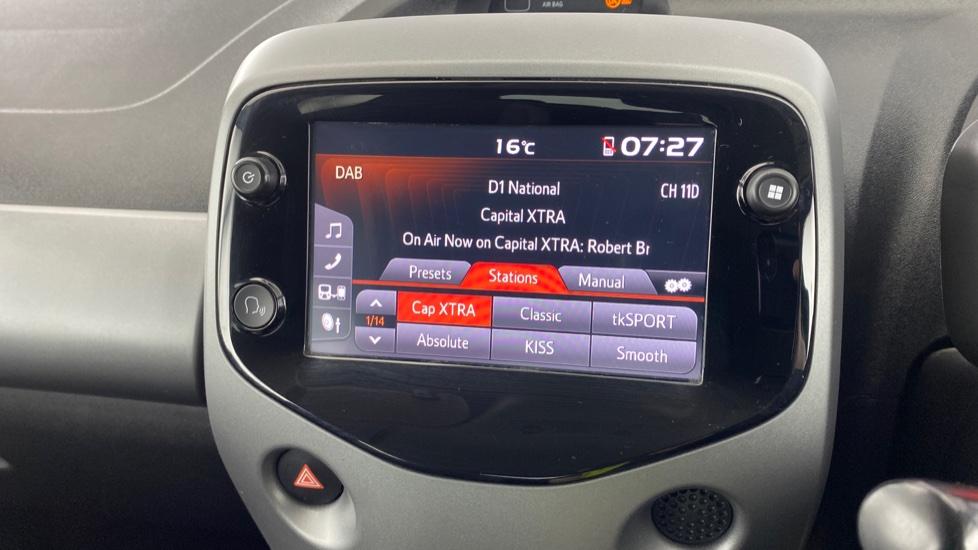 AIR BAG
16°c 07:27
DAB
D1 National CH 11D
Capital XTRA
On Air Now on Capital XTRA: Robert Br
Presets Stations Manual
1/14
Cap XTRA Classic tkSPORT
Absolute KISS Smooth